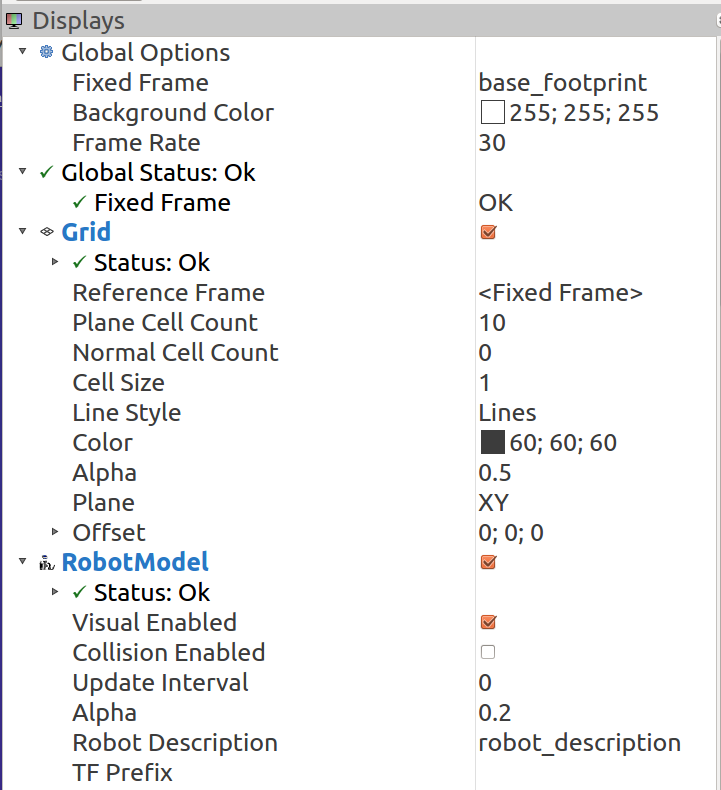 Displays
Global Options
Fixed Frame base_footprint
Background Color 255; 255; 255
Frame Rate 30
Global Status: Ok
Fixed Frame OK
Grid
Status: Ok
Reference Frame <Fixed Frame>
Plane Cell Count 10
Normal Cell Count 0
Cell Size 1
Line Style Lines
Color 60; 60; 60
Alpha 0.5
Plane XY
Offset 0; 0; 0
RobotModel
Status: Ok
Visual Enabled
Collision Enabled
Update Interval 0
Alpha 0.2
Robot Description robot_description
TF Prefix